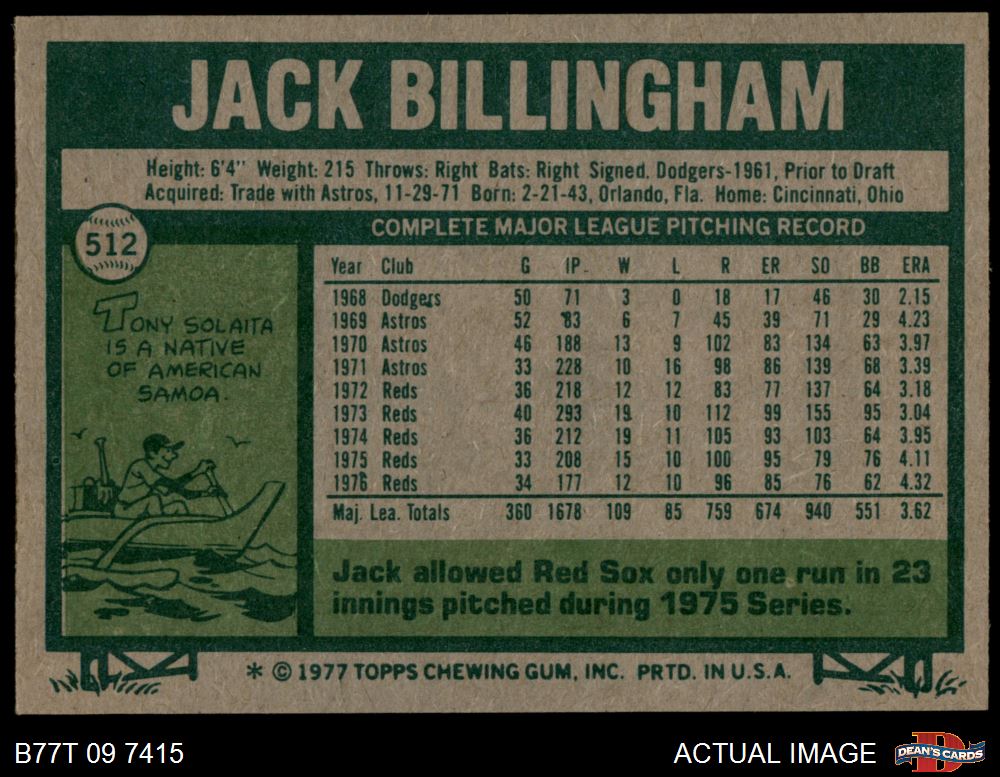 JACK BILLINGHAM
Height: 6'4" Weight: 215 Throws: Right Bats: Right Signed. Dodgers-1961, Prior to Draft
Acquired: Trade with Astros, 11-29-71 Born: 2-21-43, Orlando, Fla. Home: Cincinnati, Ohio
512
COMPLETE MAJOR LEAGUE PITCHING RECORD
TONY SOLAITA
IS A NATIVE
OF AMERICAN
SAMOA.
Year Club G IP. W L R ER SO BB ERA
1968 Dodgers 50 71 3 0 18 17 46 30 2.15
1969 Astros 52 83 6 7 45 39 71 29 4.23
1970 Astros 46 188 13 9 102 83 134 63 3.97
1971 Astros 33 228 10 16 98 86 139 68 3.39
1972 Reds 36 218 12 12 83 77 137 64 3.18
1973 Reds 40 293 19 10 112 99 155 95 3.04
1974 Reds 36 212 19 11 105 93 103 64 3.95
1975 Reds 33 208 15 10 100 95 79 76 4.11
1976 Reds 34 177 12 10 96 85 76 62 4.32
Maj. Lea. Totals 360 1678 109 85 759 674 940 551 3.62
Jack allowed Red Sox only one run in 23
innings pitched during 1975 Series.
* © 1977 TOPPS CHEWING GUM, INC. PRTD. IN U.S.A.
B77T 09 7415
ACTUAL IMAGE
DEAN'S CARDS